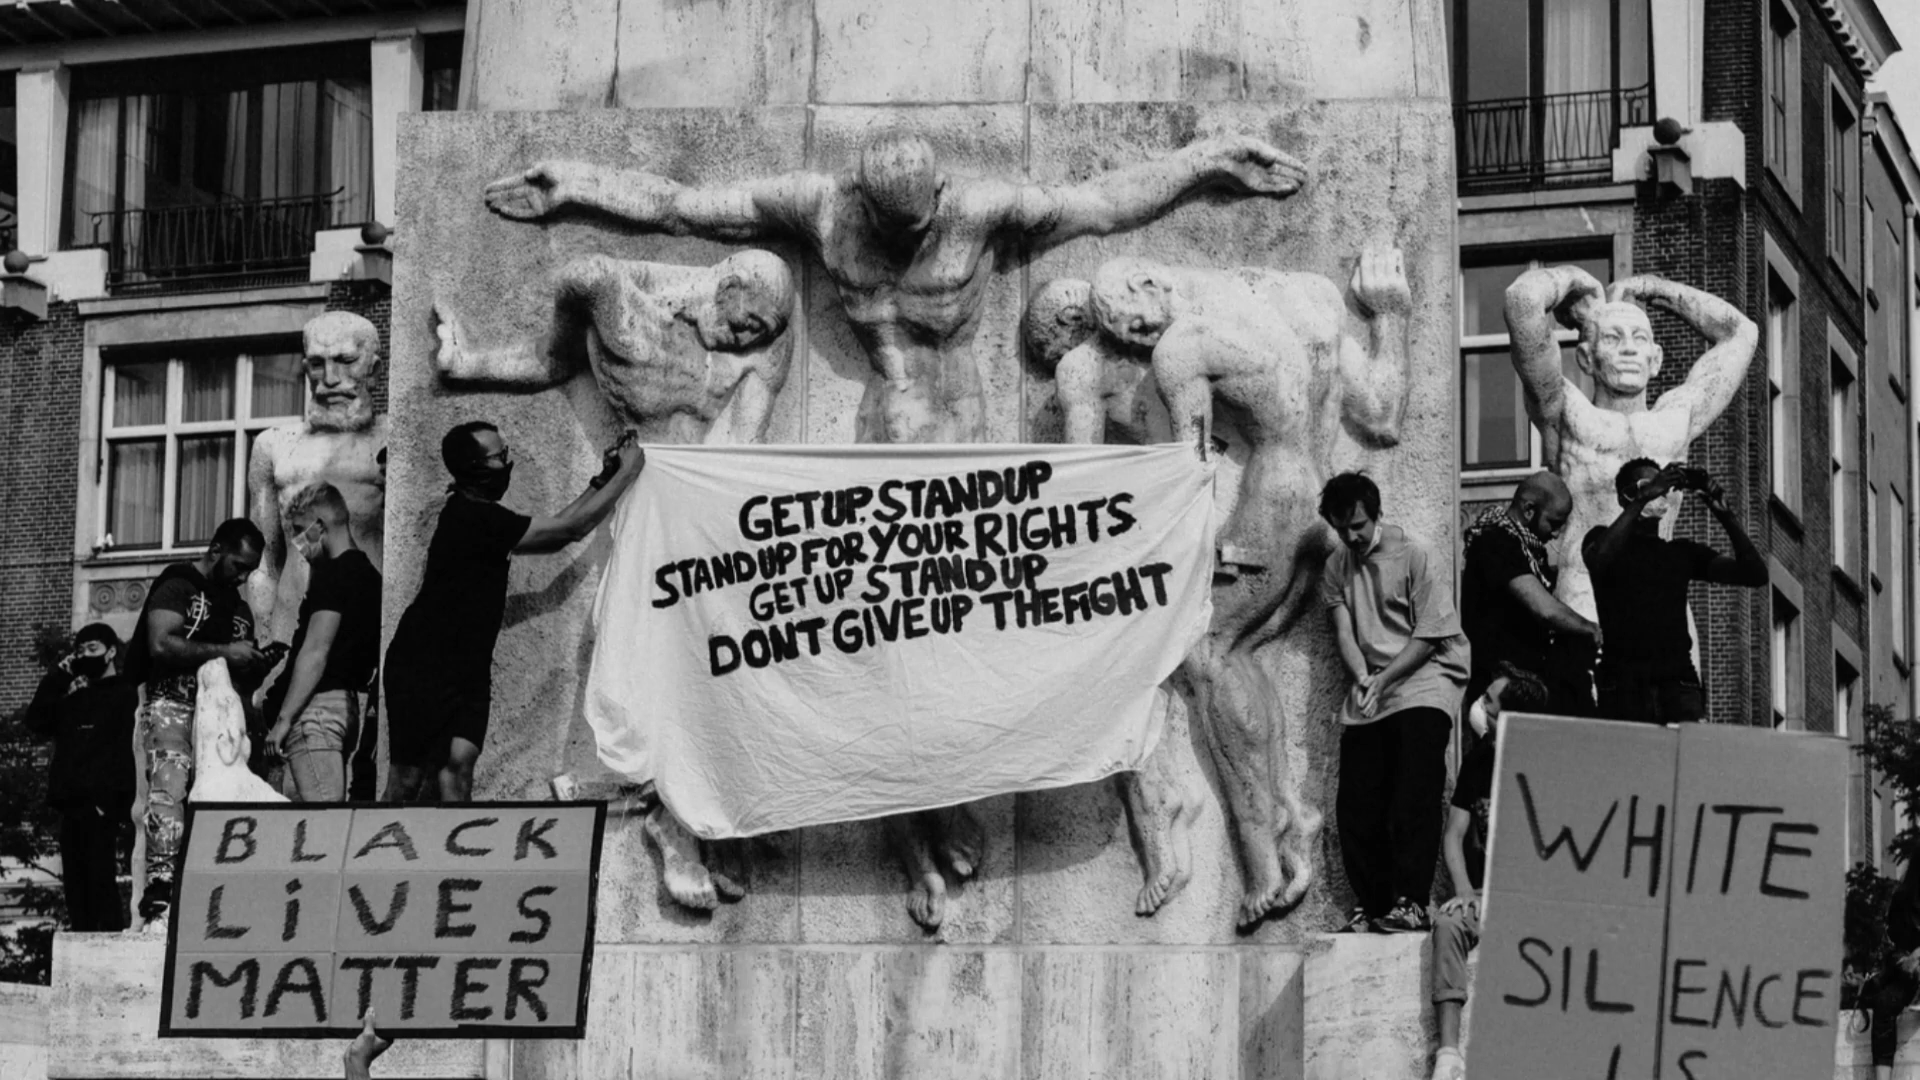 GET UP, STAND UP
STAND UP FOR YOUR RIGHTS
GET UP STAND UP
DONT GIVE UP THE FIGHT
BLACK
LiVES
MATTER
WHITE
SILENCE
IS